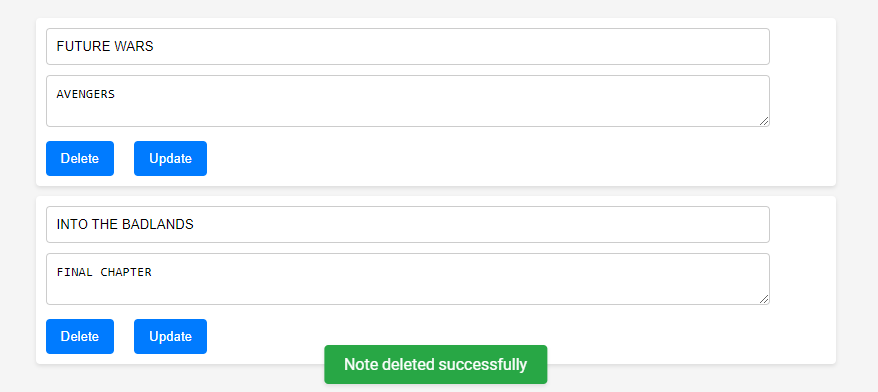 FUTURE WARS
AVENGERS
Delete Update
INTO THE BADLANDS
FINAL CHAPTER
Delete Update
Note deleted successfully